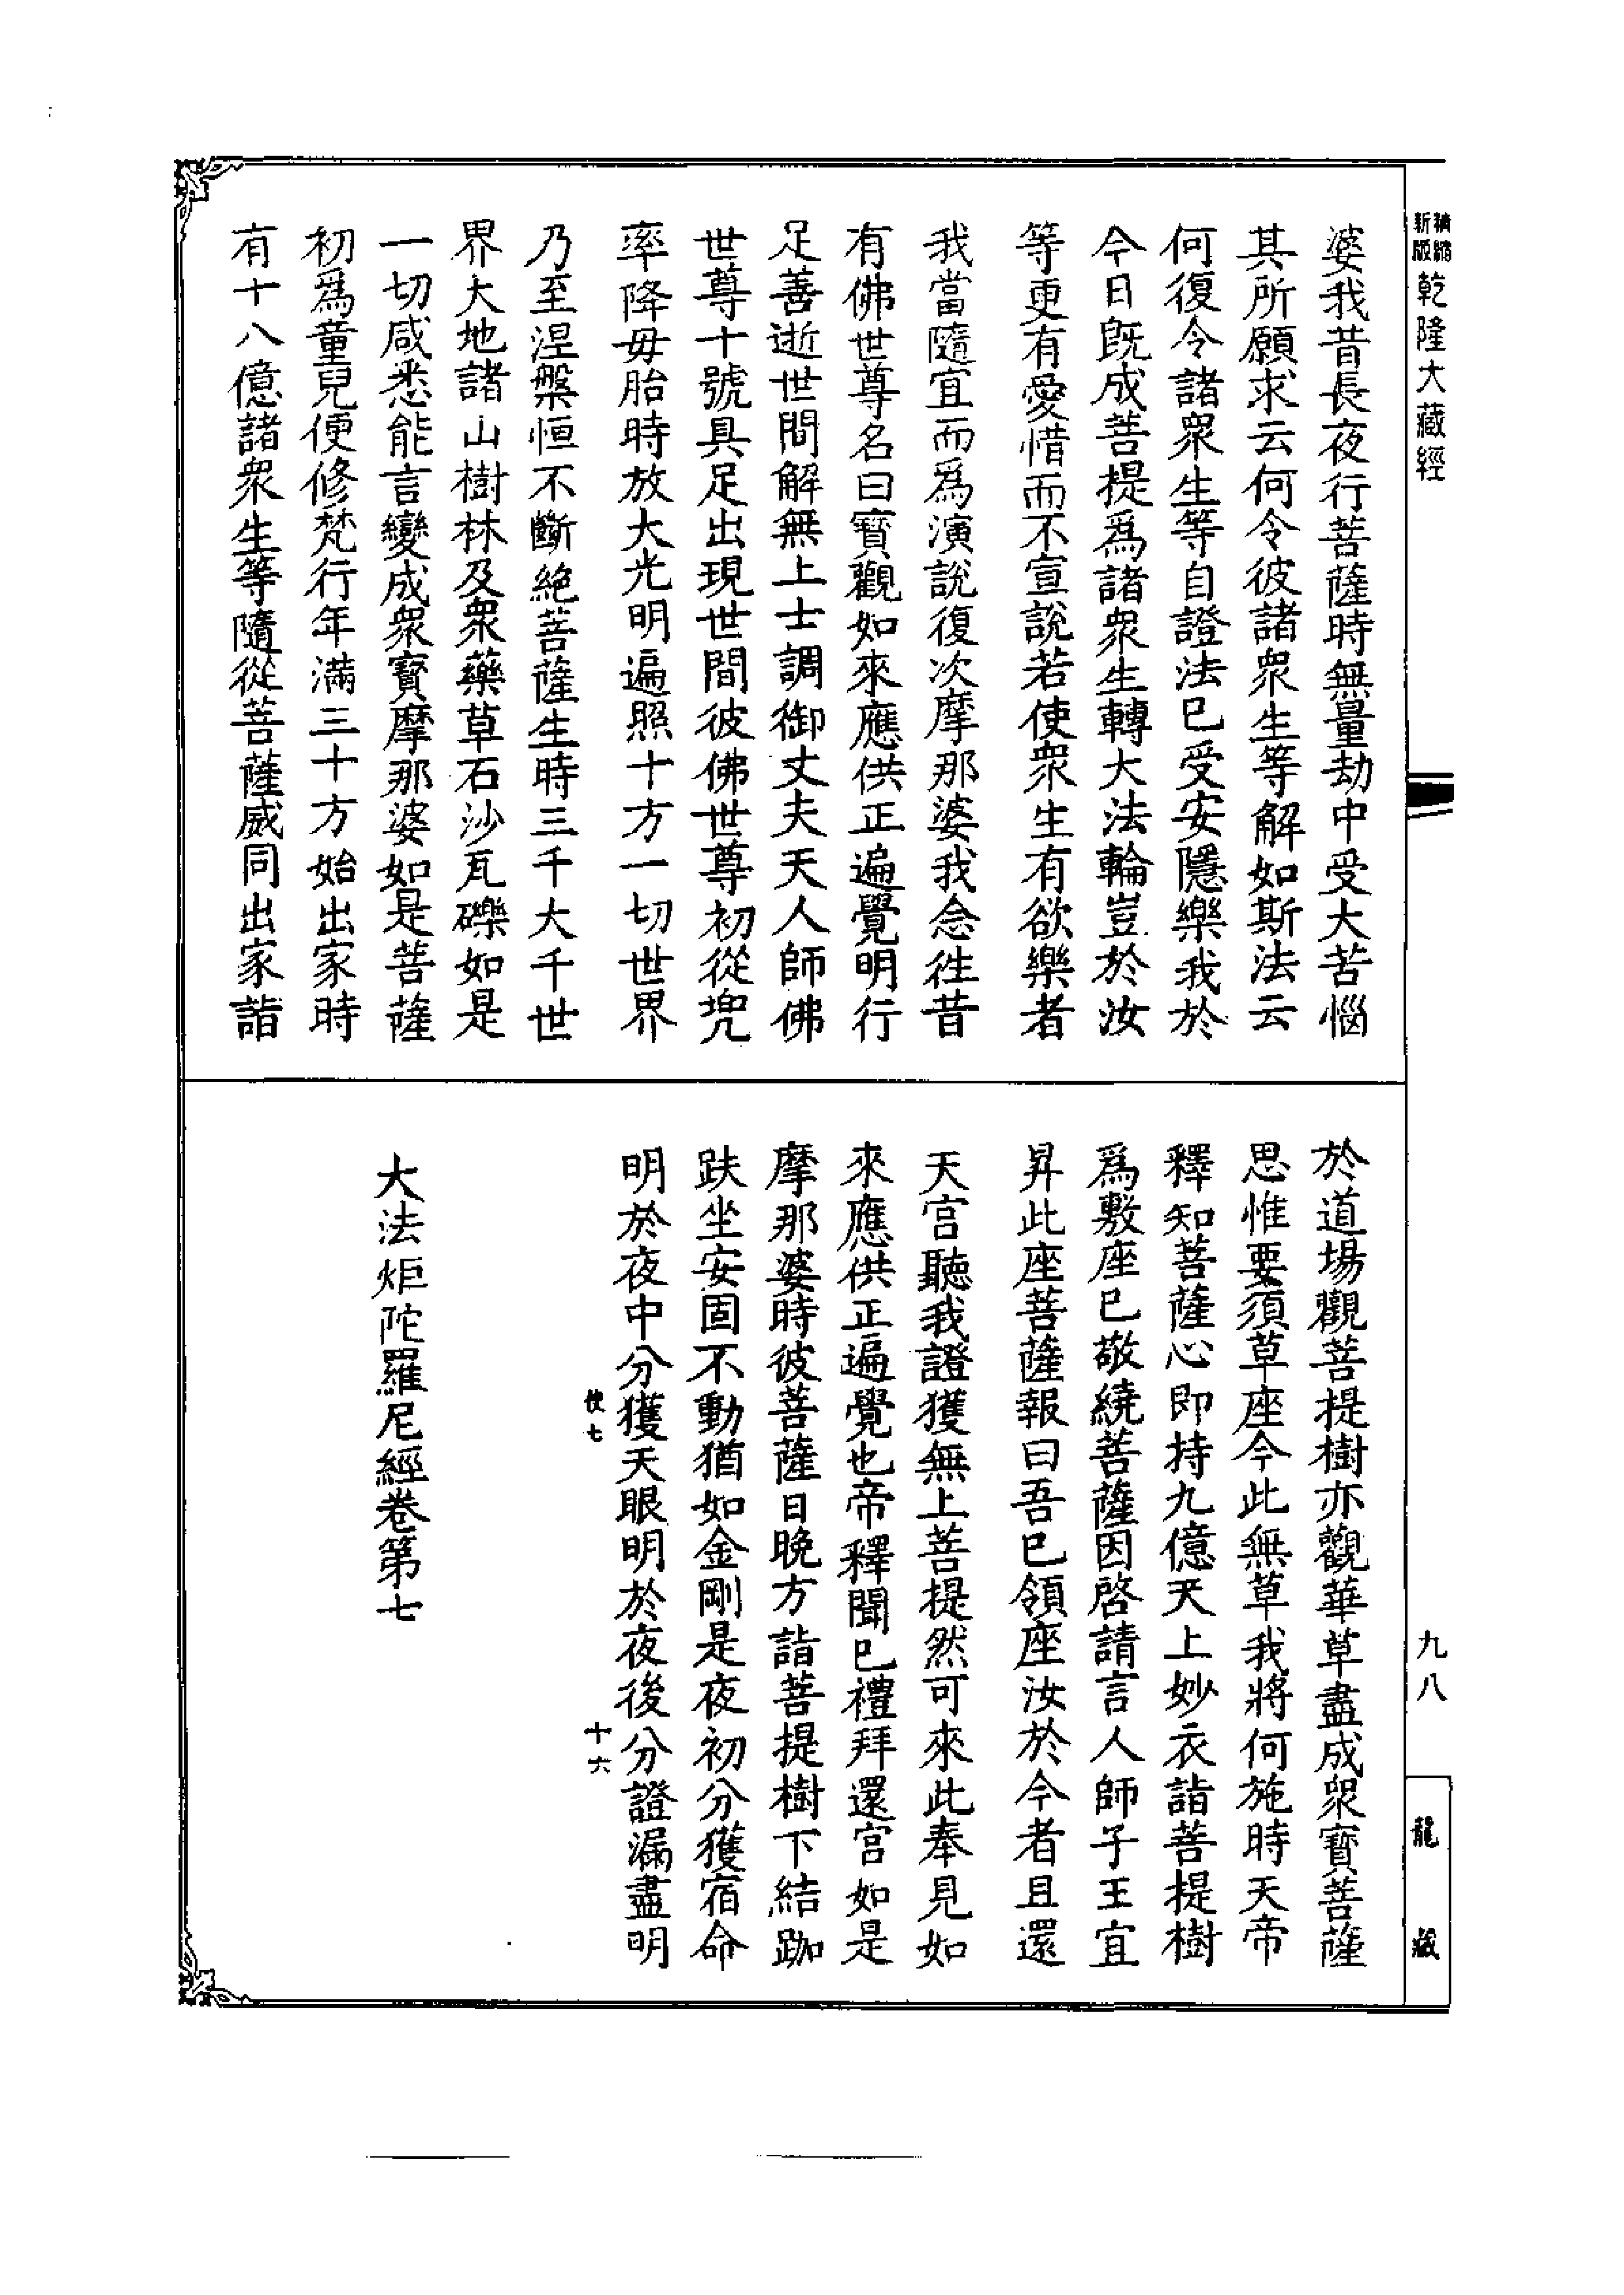 精縮
新版
乾隆大藏經
婆我昔長夜行菩薩時無量劫中受大苦惱
其所願求云何令彼諸衆生等解如斯法云
何復令諸衆生等自證法巳受安隱樂我於
今日既成菩提爲諸衆生轉大法輪豈於汝
等更有愛惜而不宣說若使衆生有欲樂者
我當隨宜而爲演說復次摩那婆我念徃昔
有佛世尊名曰寳觀如來應供正遍覺明行
足善逝世間解無上士調御丈夫天人師佛
世尊十號具足出現世間彼佛世尊初從兜
率降毋胎時放大光明遍照十方一切世界
乃至涅槃恒不斷絶菩薩生時三千大千世
界大地諸山樹林及衆藥草石沙瓦礫如是
一切咸悉能言變成衆寳摩那婆如是菩薩
初爲童兒便修梵行年滿三十方始出家時
有十八億諸衆生等隨從菩薩威同出家詣
於道場觀菩提樹亦觀華草盡成衆寳菩薩
思惟要須草座今此無草我將何施時天帝
釋知菩薩心即持九億天上妙衣詣菩提樹
爲敷座巳敬繞菩薩因啓請言人師子王宜
昇此座菩薩報曰吾巳領座汝於今者且還
天宫聽我證獲無上菩提然可來此奉見如
來應供正遍覺也帝釋聞巳禮拜還宫如是
摩那婆時彼菩薩日晚方詣菩提樹下結跏
趺坐安固不動猶如金剛是夜初分獲宿命
明於夜中分獲天眼明於夜後分證漏盡明
使七
十六
大法炬陀羅尼經卷第七
九八
龍藏